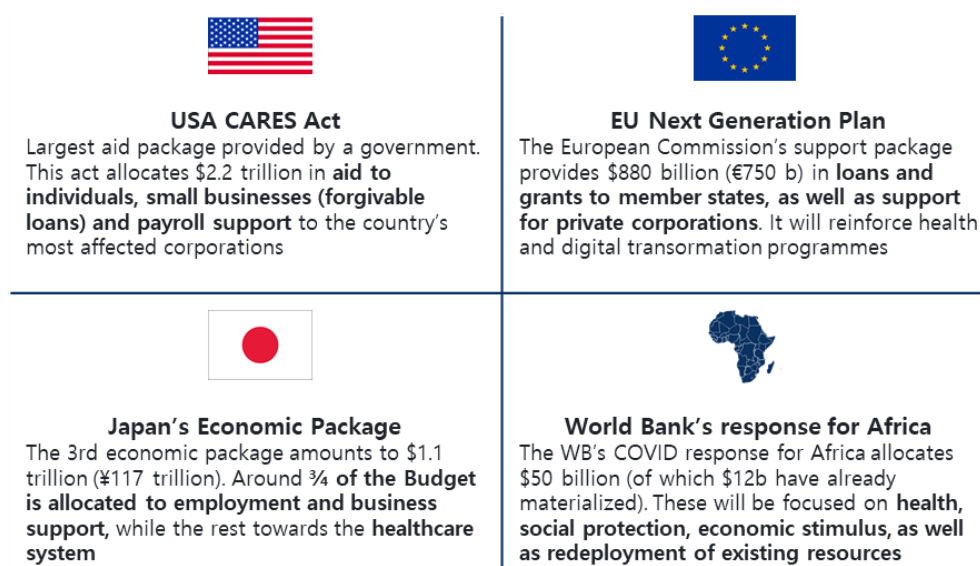 USA CARES Act
Largest aid package provided by a government.
This act allocates $2.2 trillion in aid to
individuals, small businesses (forgivable
loans) and payroll support to the country's
most affected corporations
EU Next Generation Plan
The European Commission's support package
provides $880 billion (€750 b) in loans and
grants to member states, as well as support
for private corporations. It will reinforce health
and digital transormation programmes
Japan's Economic Package
The 3rd economic package amounts to $1.1
trillion (¥117 trillion). Around ¾ of the Budget
is allocated to employment and business
support, while the rest towards the healthcare
system
World Bank's response for Africa
The WB's COVID response for Africa allocates
$50 billion (of which $12b have already
materialized). These will be focused on health,
social protection, economic stimulus, as well
as redeployment of existing resources